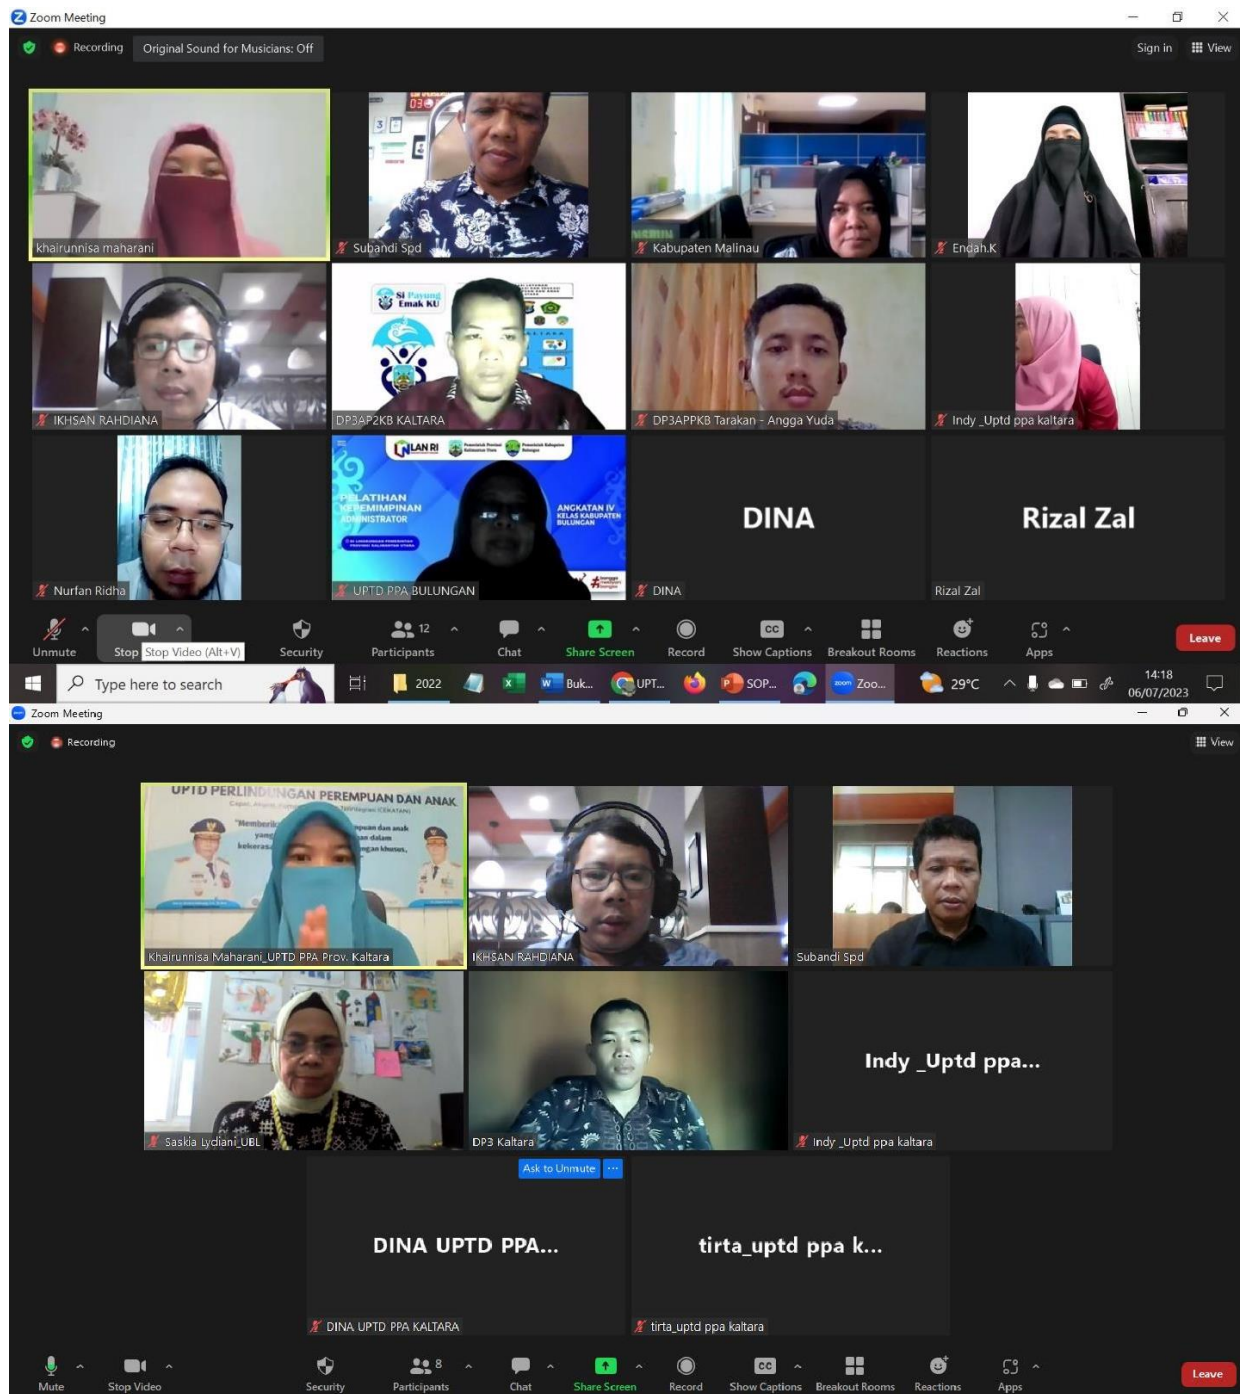 Zoom Meeting
Recording
Original Sound for Musicians: Off
Sign in
View
khairunnisa maharani
Subandi Spd
Kabupaten Malinau
Endah.K
IKHSAN RAHDIANA
Si Payung
Emak KU
DP3AP2KB KALTARA
DP3APPKB Tarakan - Angga Yuda
Indy _Uptd ppa kaltara
Nurfan Ridha
LAN RI
PELATIHAN
KEPEMIMPINAN
ADMINISTRATOR
ANGKATAN IV
KELAS KABUPATEN
BULUNGAN
UPTD PPA BULUNGAN
DINA
DINA
Rizal Zal
Rizal Zal
12
Unmute
Stop
Stop Video (Alt+V)
Security
Participants
Chat
Share Screen
Record
CC
Show Captions
Breakout Rooms
Reactions
Apps
Leave
Type here to search
2022
Buk...
UPT...
SOP...
Zoo...
29°C
14:18
06/07/2023
Zoom Meeting
Recording
View
UPTD PERLINDUNGAN PEREMPUAN DAN ANAK
Khairunnisa Maharani_UPTD PPA Prov. Kaltara
IKHSAN RAHDIANA
Subandi Spd
Saskia Lydiani_UBL
DP3 Kaltara
Indy _Uptd ppa...
Indy _Uptd ppa kaltara
Ask to Unmute
...
DINA UPTD PPA...
DINA UPTD PPA KALTARA
tirta_uptd ppa k...
tirta_uptd ppa kaltara
8
Mute
Stop Video
Security
Participants
Chat
Share Screen
Record
CC
Show Captions
Breakout Rooms
Reactions
Apps
Leave